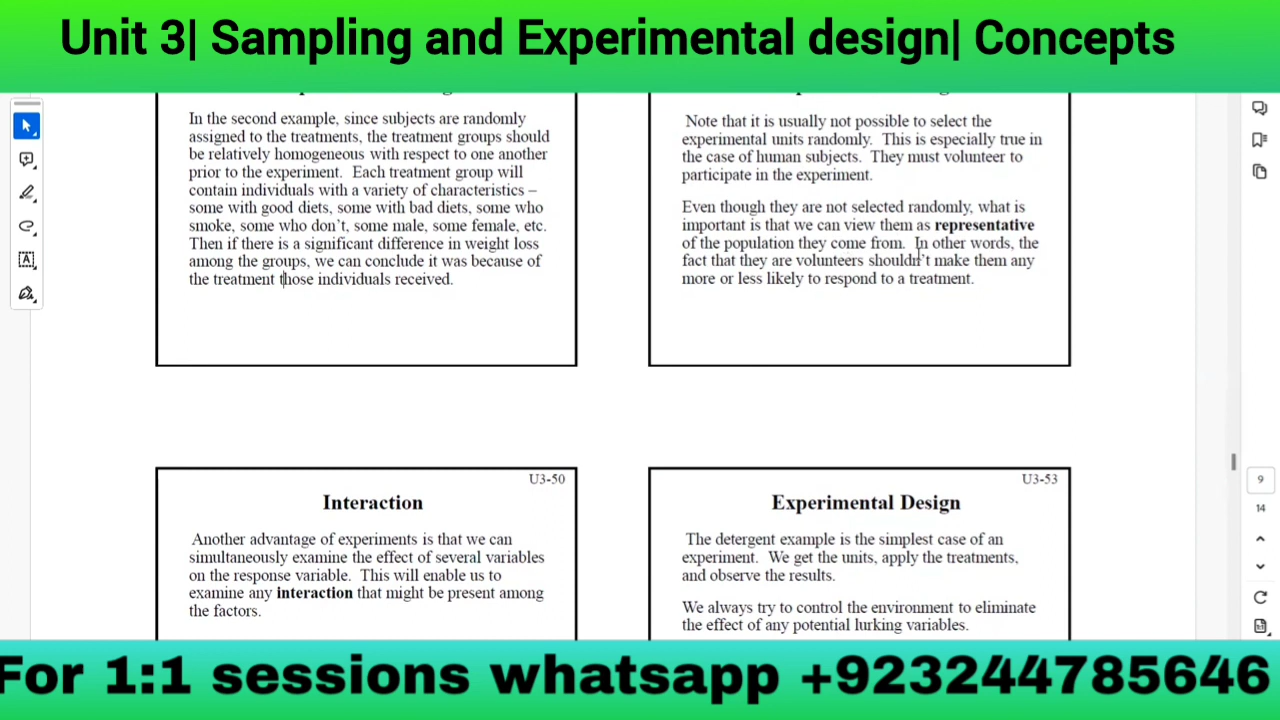 Unit 3| Sampling and Experimental design| Concepts
In the second example, since subjects are randomly
assigned to the treatments, the treatment groups should
be relatively homogeneous with respect to one another
prior to the experiment. Each treatment group will
contain individuals with a variety of characteristics –
some with good diets, some with bad diets, some who
smoke, some who don't, some male, some female, etc.
Then if there is a significant difference in weight loss
among the groups, we can conclude it was because of
the treatment those individuals received.
Note that it is usually not possible to select the
experimental units randomly. This is especially true in
the case of human subjects. They must volunteer to
participate in the experiment.
Even though they are not selected randomly, what is
important is that we can view them as representative
of the population they come from. In other words, the
fact that they are volunteers shouldn't make them any
more or less likely to respond to a treatment.
U3-50
Interaction
Another advantage of experiments is that we can
simultaneously examine the effect of several variables
on the response variable. This will enable us to
examine any interaction that might be present among
the factors.
U3-53
Experimental Design
The detergent example is the simplest case of an
experiment. We get the units, apply the treatments,
and observe the results.
We always try to control the environment to eliminate
the effect of any potential lurking variables.
9
14
For 1:1 sessions whatsapp +923244785646